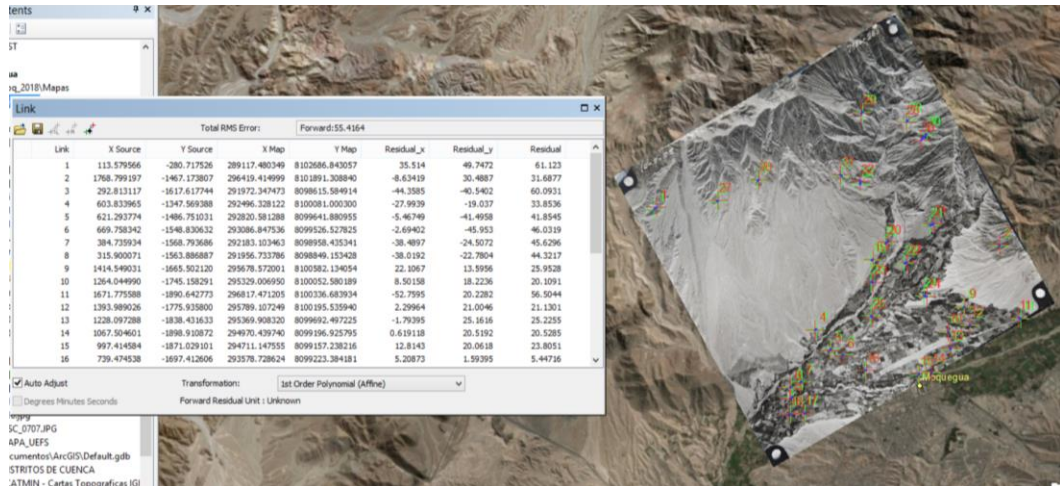 ents
ST
ua
oq_2018\Mapas
Link
Total RMS Error: Forward:55.4164
Link X Source Y Source X Map Y Map Residual_x Residual_y Residual
1 113.579566 -280.717526 289117.480349 8102686.843057 35.514 49.7472 61.123
2 1768.799197 -1467.173807 296419.414999 8101891.308840 -8.63419 30.4887 31.6877
3 292.813117 -1617.617744 291972.347473 8098615.584914 -44.3585 -40.5402 60.0931
4 603.833965 -1347.569388 292496.328122 8100081.000300 -27.9939 -19.037 33.8536
5 621.293774 -1486.751031 292820.581288 8099641.880955 -5.46749 -41.4958 41.8545
6 669.758342 -1548.830632 293086.847536 8099526.527825 -2.69402 -45.953 46.0319
7 384.735934 -1568.793686 292183.103463 8098958.435341 -38.4897 -24.5072 45.6296
8 315.900071 -1563.886887 291956.733786 8098849.153428 -38.0192 -22.7804 44.3217
9 1414.549031 -1665.502120 295678.572001 8100582.134054 22.1067 13.5956 25.9528
10 1264.044990 -1745.158291 295329.006950 8100052.580189 8.50158 18.2236 20.1091
11 1671.775588 -1890.642773 296817.471205 8100336.683934 -52.7595 20.2282 56.5044
12 1393.989026 -1775.935800 295789.107249 8100195.535940 2.29964 21.0046 21.1301
13 1228.097288 -1838.431633 295369.908320 8099692.497225 -1.79395 25.1616 25.2255
14 1067.504601 -1898.910872 294970.439740 8099196.925795 0.619118 20.5192 20.5285
15 997.414584 -1871.029101 294711.147555 8099157.238216 12.8143 20.0618 23.8051
16 739.474538 -1697.412606 293578.728624 8099223.384181 5.20873 1.59395 5.44716
Auto Adjust Transformation: 1st Order Polynomial (Affine)
Degrees Minutes Seconds Forward Residual Unit : Unknown
SC_0707.JPG
APA_UEFS
cumentos\ArcGIS\Default.gdb
ISTRITOS DE CUENCA
CATMIN - Cartas Topograficas IGI
1
4
9
11
20
Moquegua